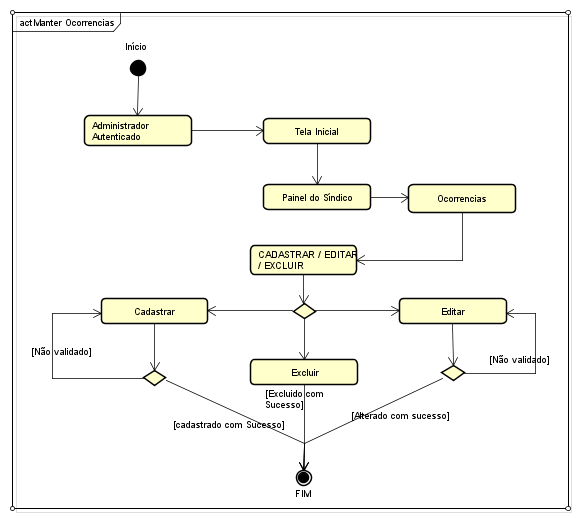 actManter Ocorrencias
Início
Administrador
Autenticado
Tela Inicial
Painel do Síndico
Ocorrencias
CADASTRAR / EDITAR
/ EXCLUIR
Cadastrar
Editar
[Não validado]
[Não validado]
Excluir
[Excluido com
Sucesso]
[cadastrado com Sucesso]
[Alterado com sucesso]
FIM